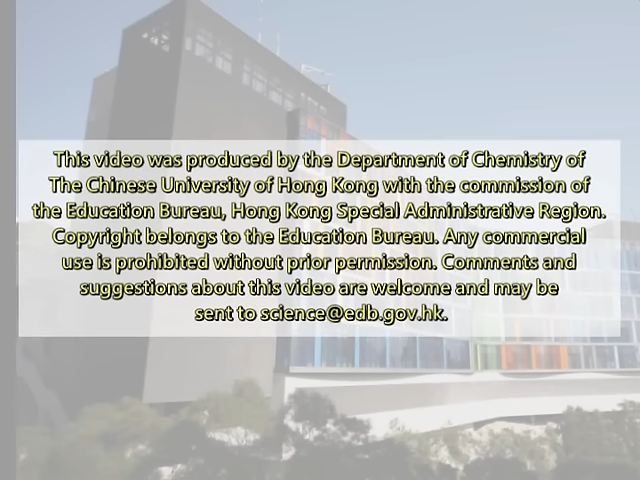 This video was produced by the Department of Chemistry of
The Chinese University of Hong Kong with the commission of
the Education Bureau, Hong Kong Special Administrative Region.
Copyright belongs to the Education Bureau. Any commercial
use is prohibited without prior permission. Comments and
suggestions about this video are welcome and may be
sent to science@edb.gov.hk.